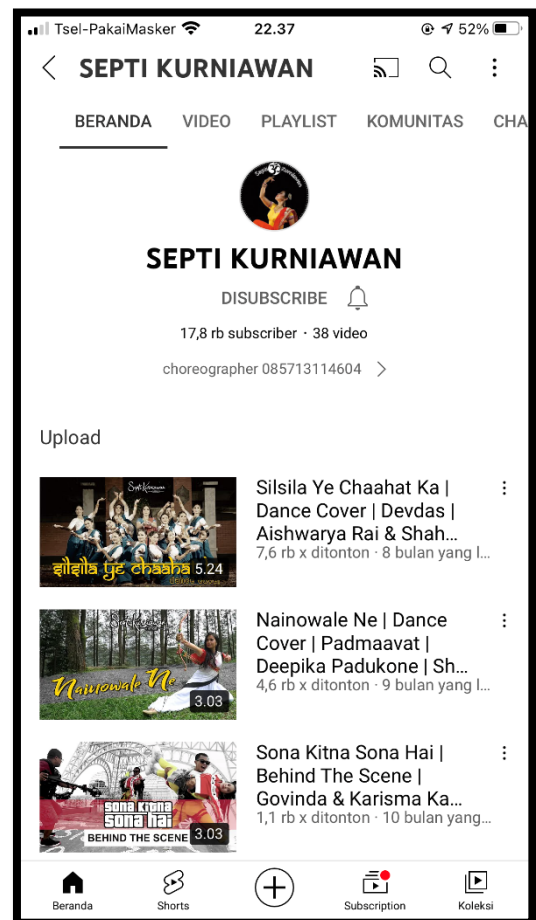 Tsel-PakaiMasker 22.37 52%
SEPTI KURNIAWAN
BERANDA VIDEO PLAYLIST KOMUNITAS CHA
SEPTI KURNIAWAN
DISUBSCRIBE
17,8 rb subscriber · 38 video
choreographer 085713114604
Upload
Septi Kurniawan
silsila ye chaaha
5.24
Silsila Ye Chaahat Ka |
Dance Cover | Devdas |
Aishwarya Rai & Shah...
7,6 rb x ditonton · 8 bulan yang l...
Septi Kurniawan
Nainowale Ne
3.03
Nainowale Ne | Dance
Cover | Padmaavat |
Deepika Padukone | Sh...
4,6 rb x ditonton · 9 bulan yang l...
Sona Kitna
Sona Hai
BEHIND THE SCENE
3.03
Sona Kitna Sona Hai |
Behind The Scene |
Govinda & Karisma Ka...
1,1 rb x ditonton · 10 bulan yang...
Beranda Shorts Subscription Koleksi